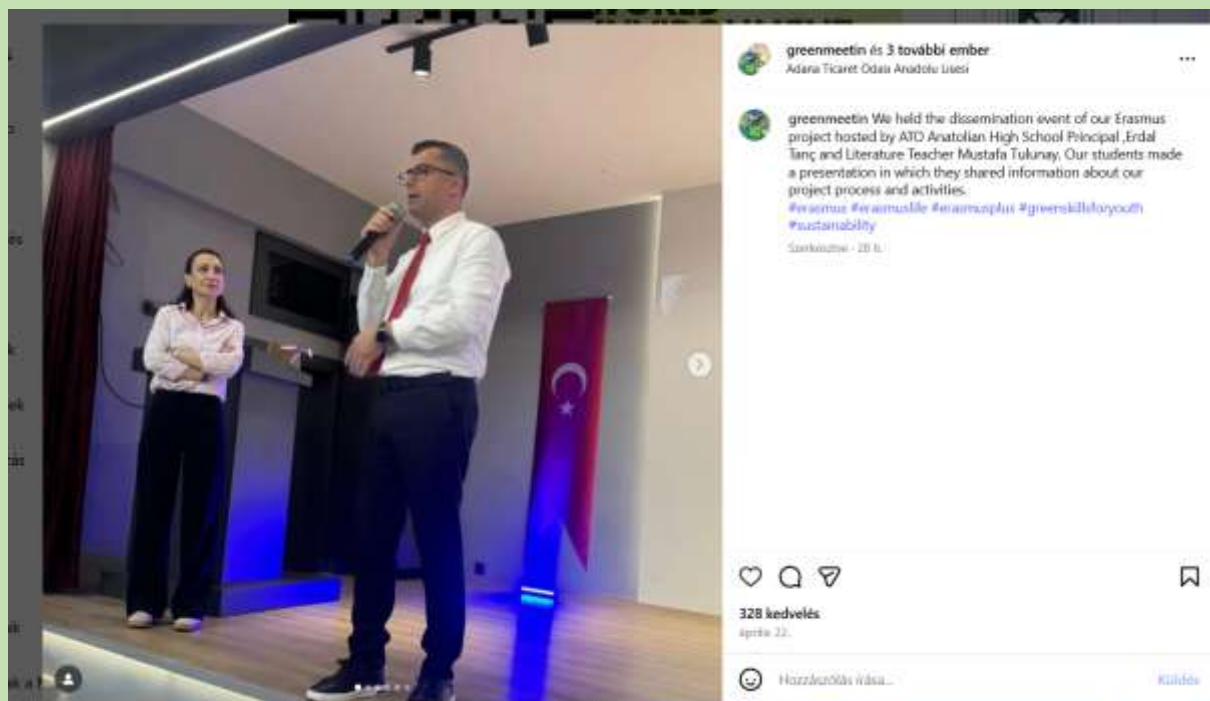 greenmeetin és 3 további ember
Adana Ticaret Odası Anadolu Lisesi
greenmeetin We held the dissemination event of our Erasmus
project hosted by ATO Anatolian High School Principal ,Erdal
Tanç and Literature Teacher Mustafa Tulunay. Our students made
a presentation in which they shared information about our
project process and activities.
#erasmus #erasmuslife #erasmusplus #greenskillsforyouth
#sustainability
Szerkesztve · 20 h.
328 kedvelés
április 22.
Hozzászólás írása...
Küldés